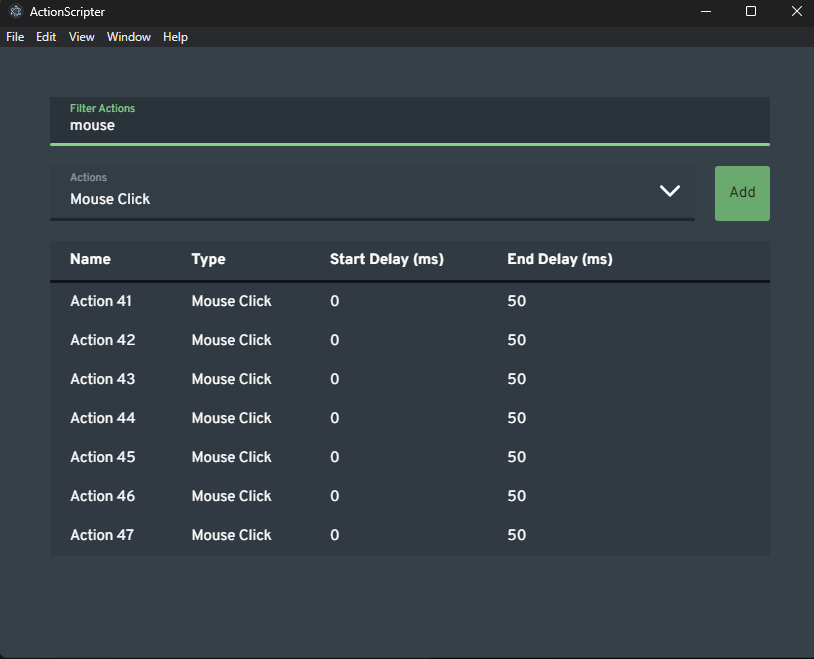 ActionScripter
File Edit View Window Help
Filter Actions
mouse
Actions
Mouse Click
Add
Name Type Start Delay (ms) End Delay (ms)
Action 41 Mouse Click 0 50
Action 42 Mouse Click 0 50
Action 43 Mouse Click 0 50
Action 44 Mouse Click 0 50
Action 45 Mouse Click 0 50
Action 46 Mouse Click 0 50
Action 47 Mouse Click 0 50